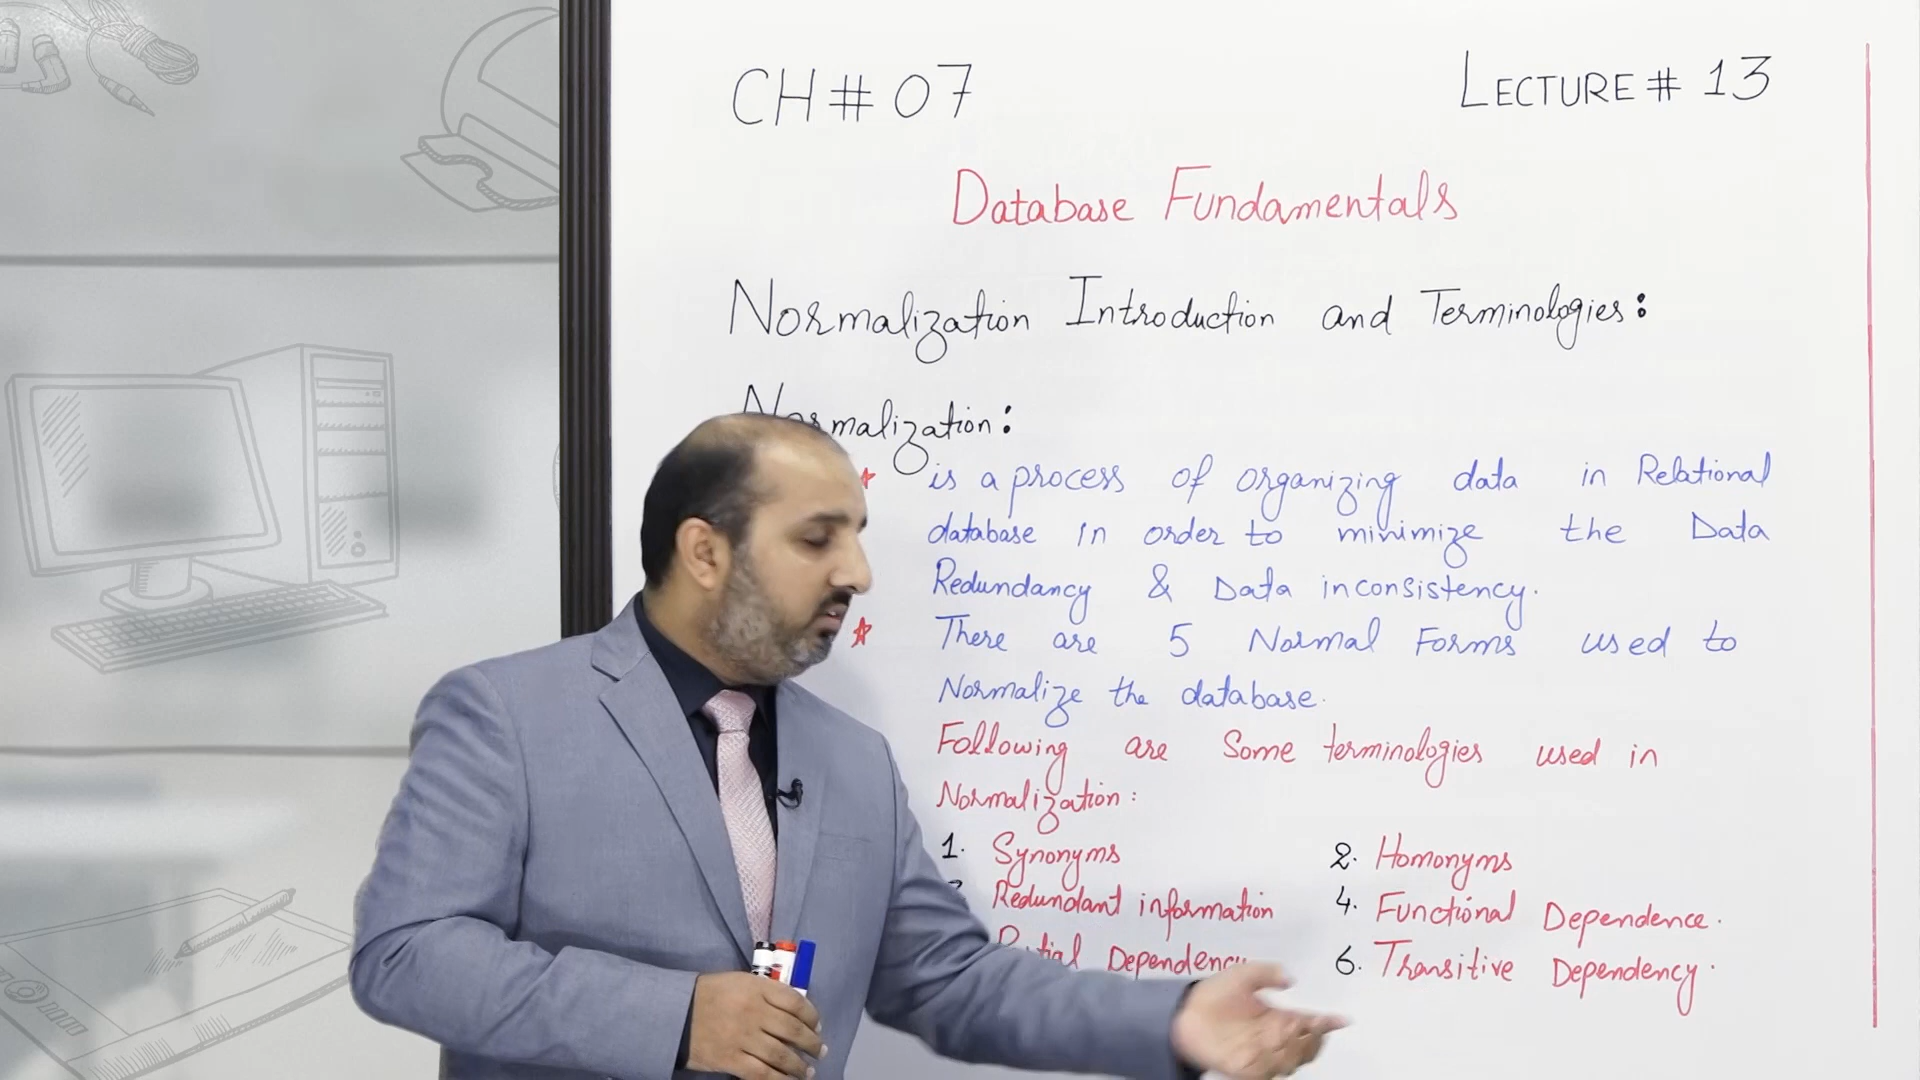 CH # 07
LECTURE # 13
Database Fundamentals
Normalization Introduction and Terminologies:
Normalization:
is a process of organizing data in Relational
database in order to minimize the Data
Redundancy & Data inconsistency.
There are 5 Normal Forms used to
Normalize the database.
Following are Some terminologies used in
Normalization:
1. Synonyms
2. Homonyms
Redundant information
4. Functional Dependence.
Dependency
6. Transitive Dependency.